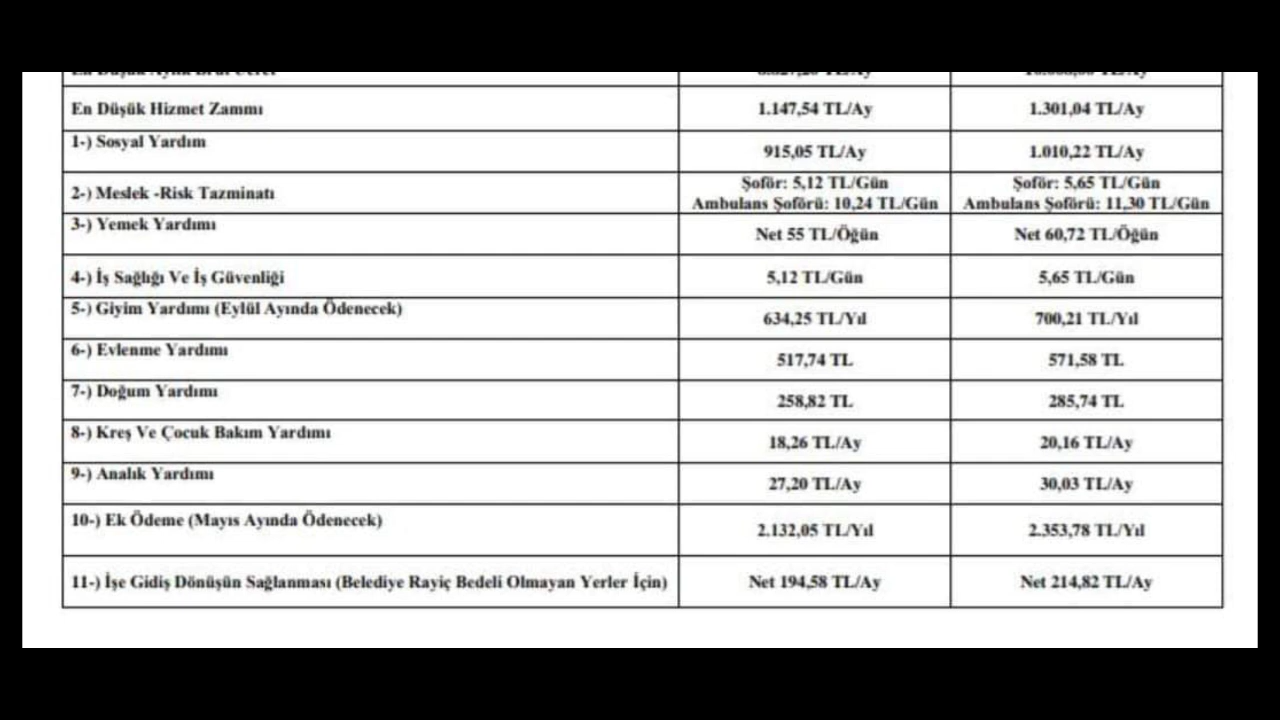 En Düşük Hizmet Zammı 1.147,54 TL/Ay 1.301,04 TL/Ay
1-) Sosyal Yardım 915,05 TL/Ay 1.010,22 TL/Ay
2-) Meslek -Risk Tazminatı
Şoför: 5,12 TL/Gün
Ambulans Şoförü: 10,24 TL/Gün
Şoför: 5,65 TL/Gün
Ambulans Şoförü: 11,30 TL/Gün
3-) Yemek Yardımı Net 55 TL/Öğün Net 60,72 TL/Öğün
4-) İş Sağlığı Ve İş Güvenliği 5,12 TL/Gün 5,65 TL/Gün
5-) Giyim Yardımı (Eylül Ayında Ödenecek) 634,25 TL/Yıl 700,21 TL/Yıl
6-) Evlenme Yardımı 517,74 TL 571,58 TL
7-) Doğum Yardımı 258,82 TL 285,74 TL
8-) Kreş Ve Çocuk Bakım Yardımı 18,26 TL/Ay 20,16 TL/Ay
9-) Analık Yardımı 27,20 TL/Ay 30,03 TL/Ay
10-) Ek Ödeme (Mayıs Ayında Ödenecek) 2.132,05 TL/Yıl 2.353,78 TL/Yıl
11-) İşe Gidiş Dönüşün Sağlanması (Belediye Rayiç Bedeli Olmayan Yerler İçin) Net 194,58 TL/Ay Net 214,82 TL/Ay